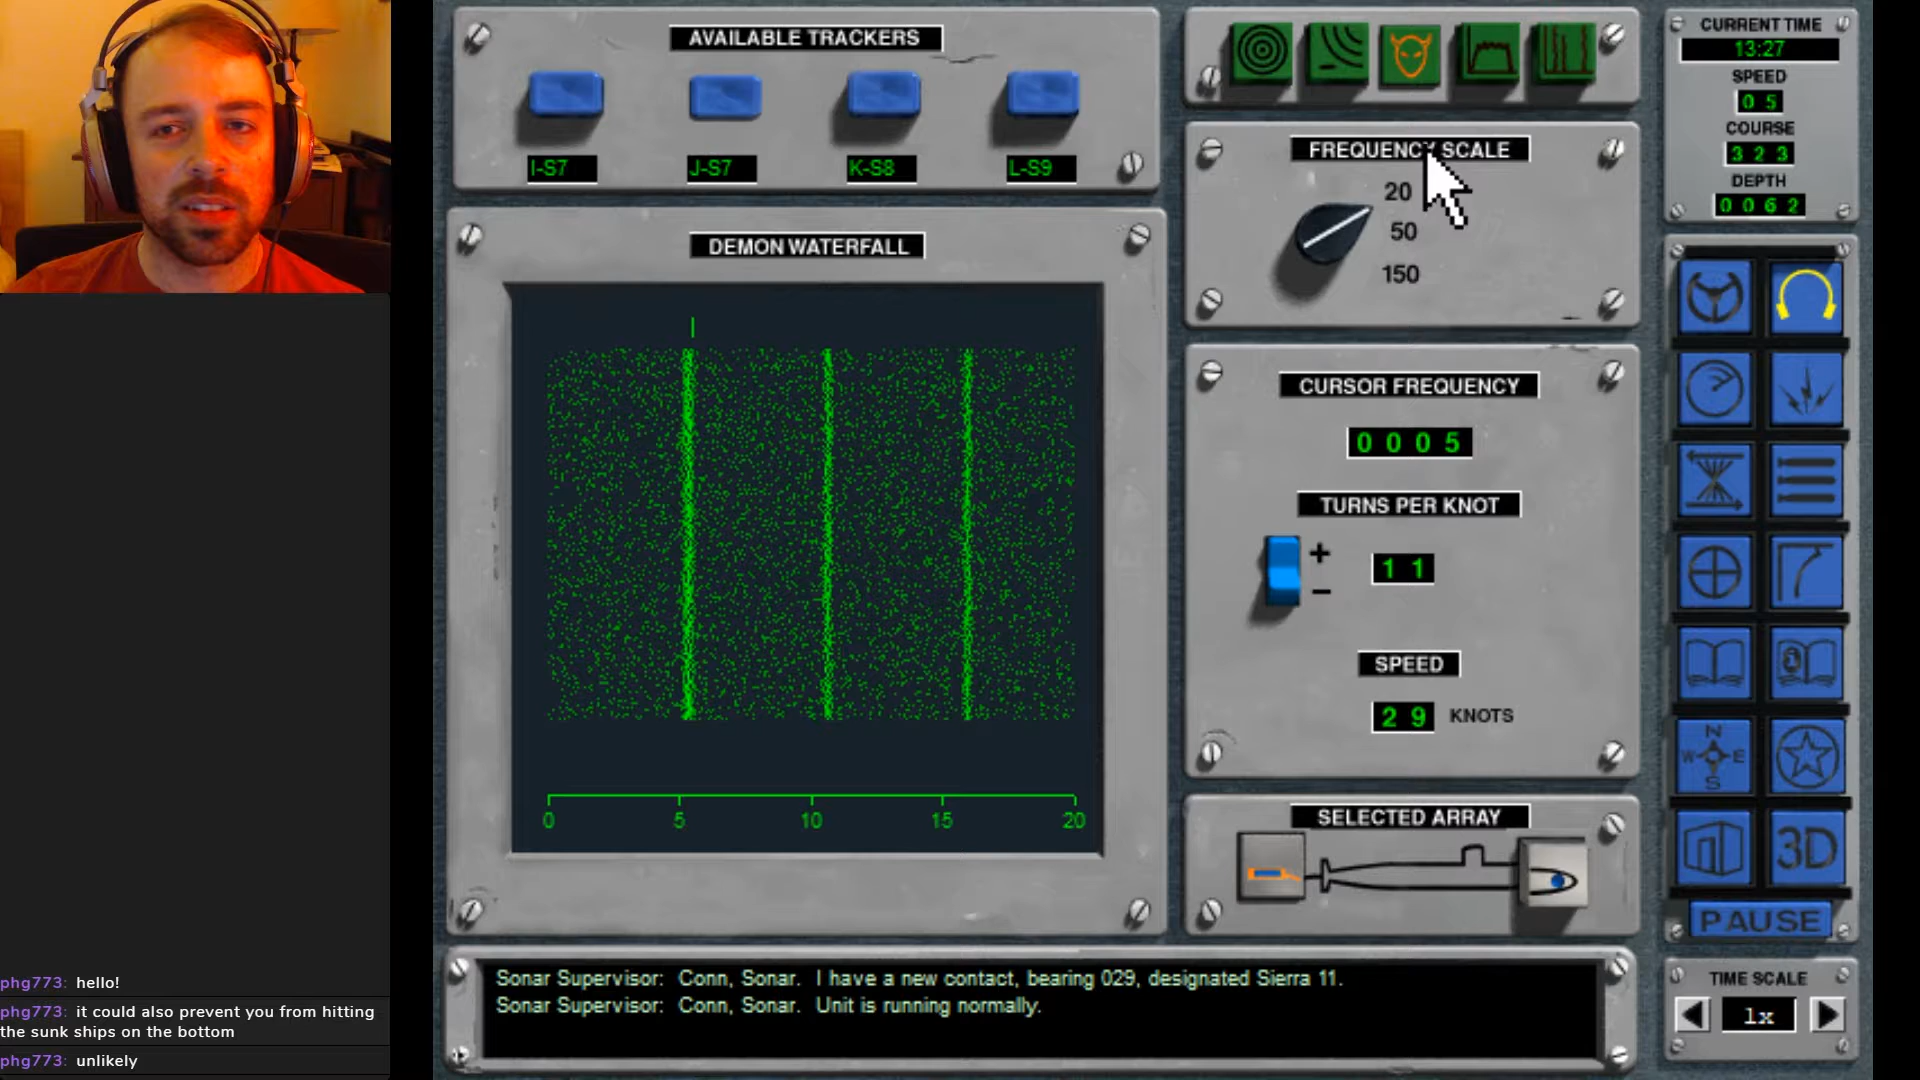 AVAILABLE TRACKERS
I-S7
J-S7
K-S8
L-S9
DEMON WATERFALL
0 5 10 15 20
FREQUENCY SCALE
20
50
150
CURSOR FREQUENCY
0 0 0 5
TURNS PER KNOT
+
1 1
−
SPEED
2 9 KNOTS
SELECTED ARRAY
CURRENT TIME
13:27
SPEED
0 5
COURSE
3 2 3
DEPTH
0 0 6 2
N
W E
S
3D
PAUSE
TIME SCALE
1x
Sonar Supervisor: Conn, Sonar. I have a new contact, bearing 029, designated Sierra 11.
Sonar Supervisor: Conn, Sonar. Unit is running normally.
phg773: hello!
phg773: it could also prevent you from hitting
the sunk ships on the bottom
phg773: unlikely